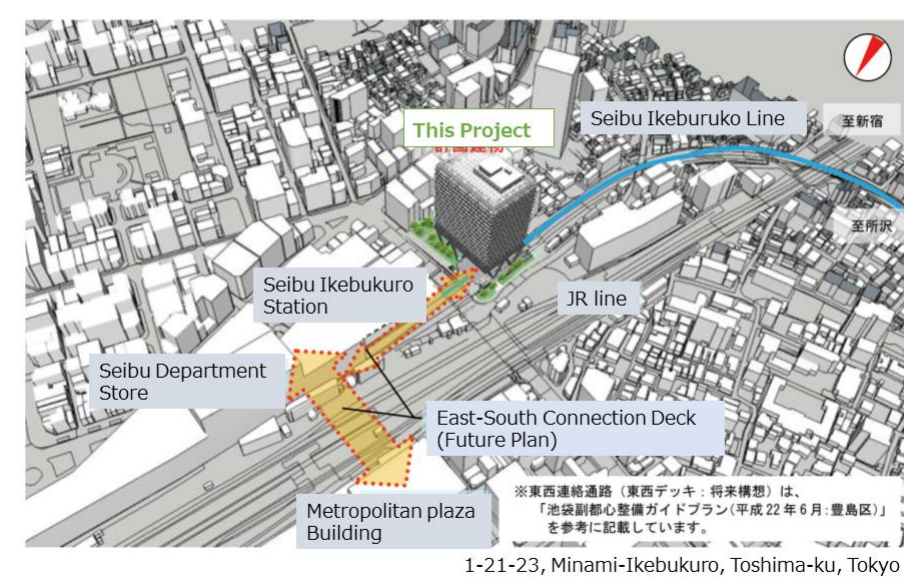 This Project
計画建物
Seibu Ikeburuko Line
至新宿
至所沢
Seibu Ikebukuro
Station
JR line
Seibu Department
Store
East-South Connection Deck
(Future Plan)
Metropolitan plaza
Building
※東西連絡通路（東西デッキ：将来構想）は、
「池袋副都心整備ガイドプラン(平成22年6月:豊島区)」
を参考に記載しています。
1-21-23, Minami-Ikebukuro, Toshima-ku, Tokyo